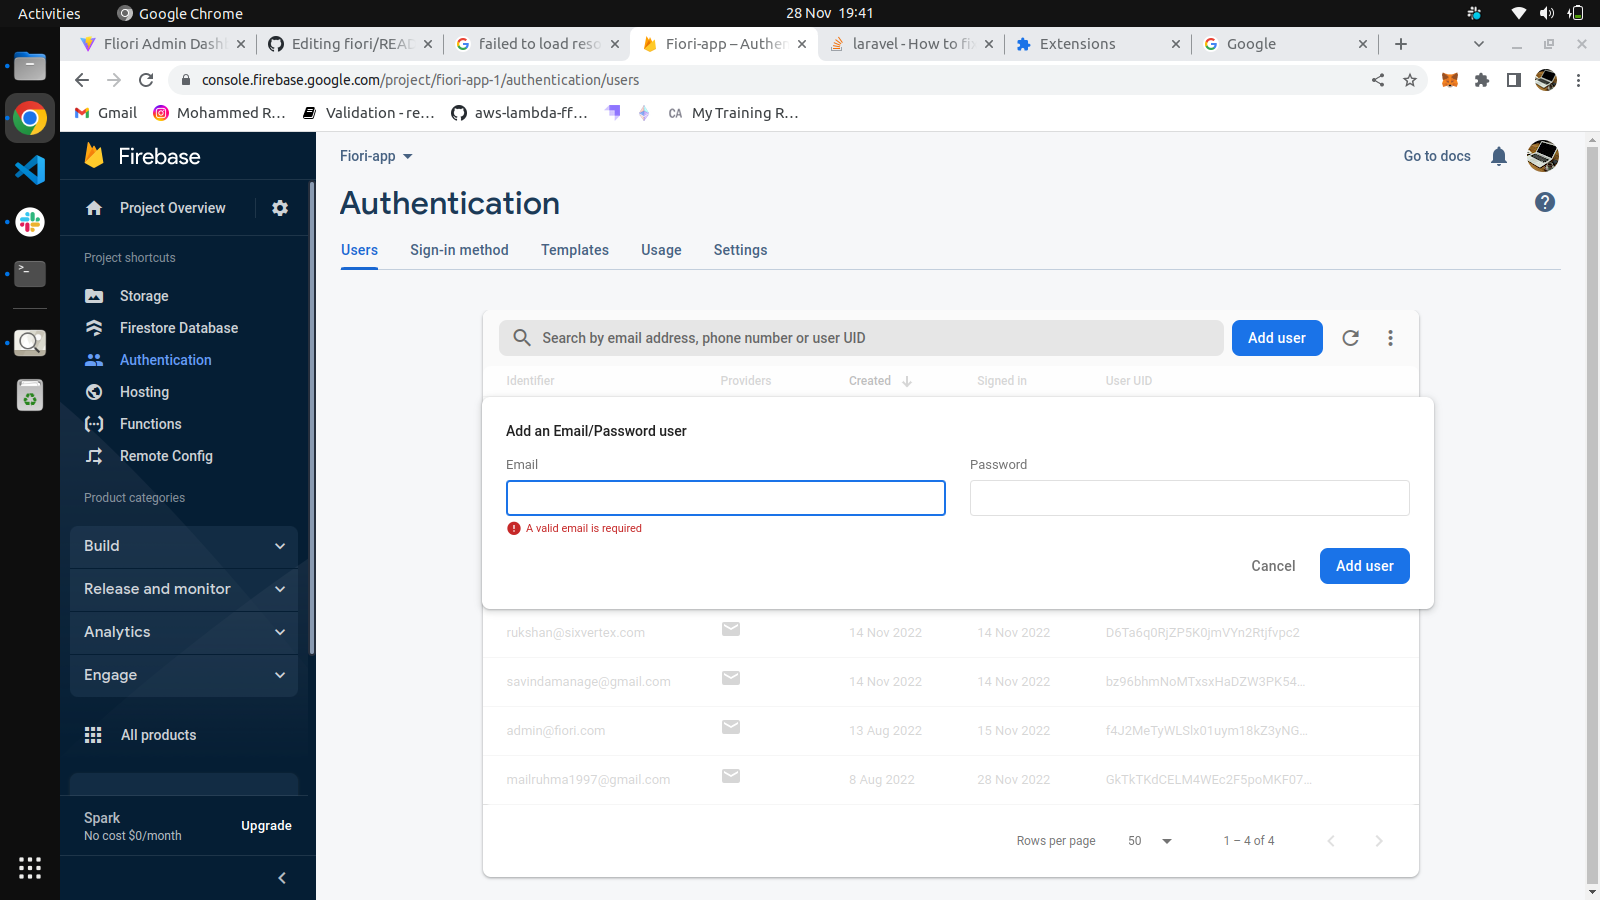 Activities
Google Chrome
28 Nov 19:41
Fliori Admin Dash
Editing fiori/READ
failed to load reso
Fiori-app – Authen
laravel - How to fix
Extensions
Google
console.firebase.google.com/project/fiori-app-1/authentication/users
Gmail
Mohammed R...
Validation - re...
aws-lambda-ff...
CA
My Training R...
Firebase
Project Overview
Project shortcuts
Storage
Firestore Database
Authentication
Hosting
Functions
Remote Config
Product categories
Build
Release and monitor
Analytics
Engage
All products
Spark
No cost $0/month
Upgrade
Fiori-app
Go to docs
Authentication
Users
Sign-in method
Templates
Usage
Settings
Search by email address, phone number or user UID
Add user
Identifier
Providers
Created
Signed In
User UID
Add an Email/Password user
Email
Password
A valid email is required
Cancel
Add user
rukshan@sixvertex.com 14 Nov 2022 14 Nov 2022 D6Ta6q0RjZP5K0jmVYn2Rtjfvpc2
savindamanage@gmail.com 14 Nov 2022 14 Nov 2022 bz96bhmNoMTxsxHaDZW3PK54...
admin@fiori.com 13 Aug 2022 15 Nov 2022 f4J2MeTyWLSlx01uym18kZ3yNG...
mailruhma1997@gmail.com 8 Aug 2022 28 Nov 2022 GkTkTKdCELM4WEc2F5poMKF07...
Rows per page
50
1 – 4 of 4